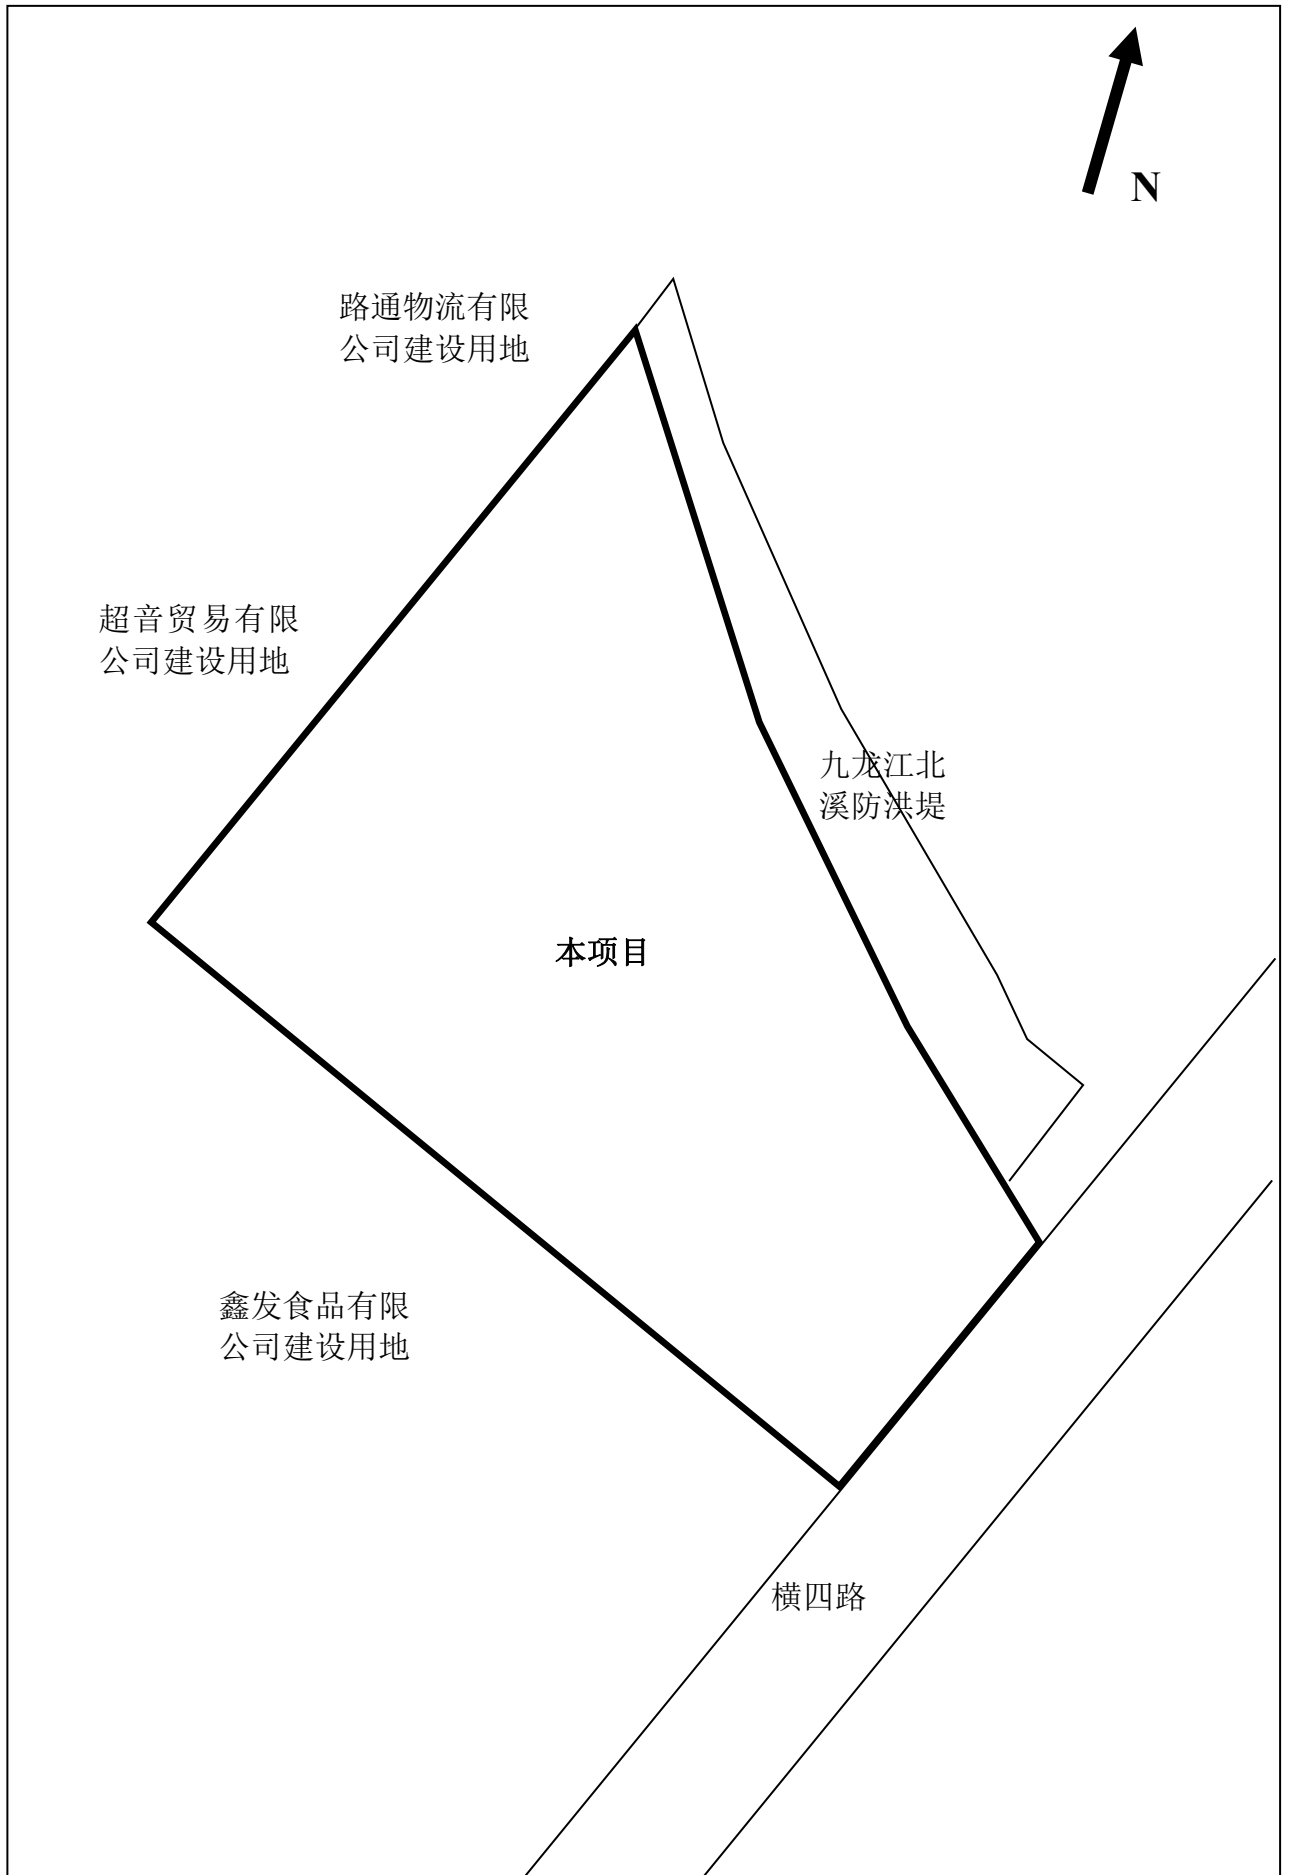 N
路通物流有限
公司建设用地
超音贸易有限
公司建设用地
九龙江北
溪防洪堤
本项目
鑫发食品有限
公司建设用地
横四路